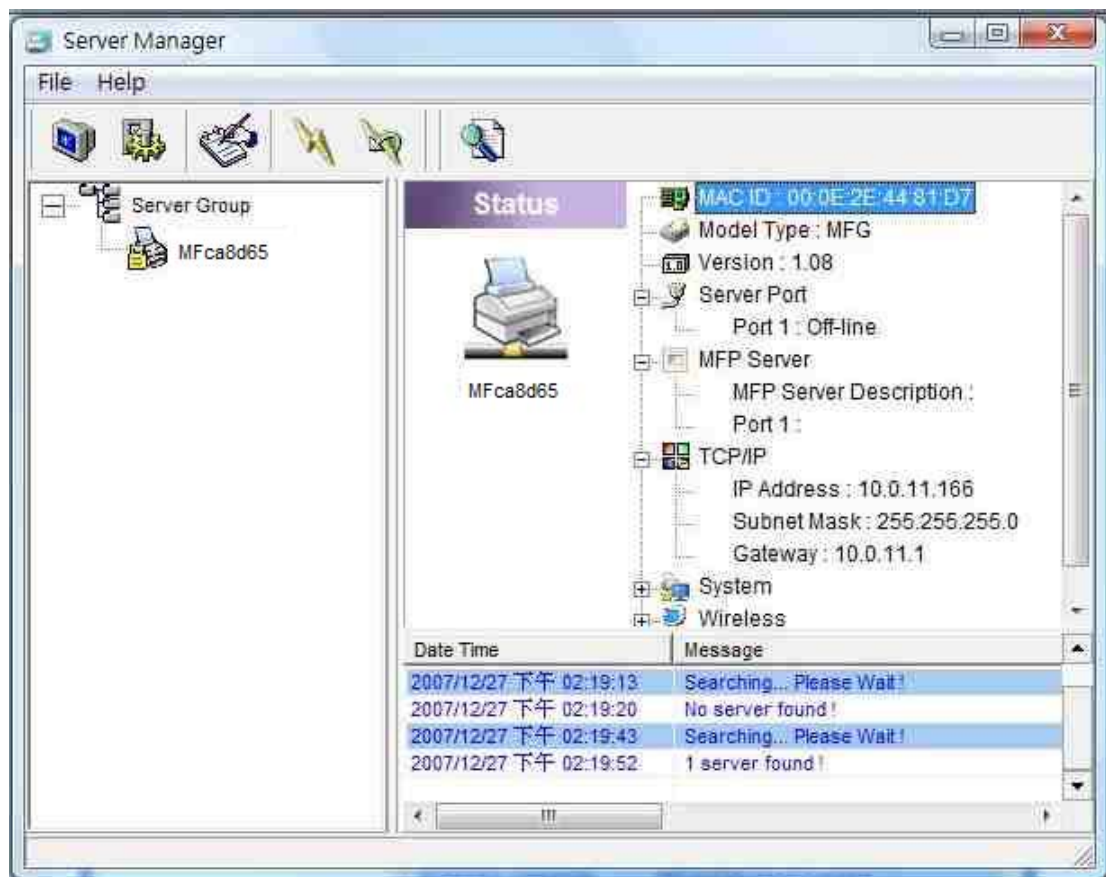 Server Manager
File Help
Server Group
MFca8d65
Status
MFca8d65
MAC ID : 00:0E:2E:44:81:D7
Model Type : MFG
Version : 1.08
Server Port
Port 1 : Off-line
MFP Server
MFP Server Description :
Port 1 :
TCP/IP
IP Address : 10.0.11.166
Subnet Mask : 255.255.255.0
Gateway : 10.0.11.1
System
Wireless
Date Time Message
2007/12/27 下午 02:19:13 Searching... Please Wait !
2007/12/27 下午 02:19:20 No server found !
2007/12/27 下午 02:19:43 Searching... Please Wait !
2007/12/27 下午 02:19:52 1 server found !